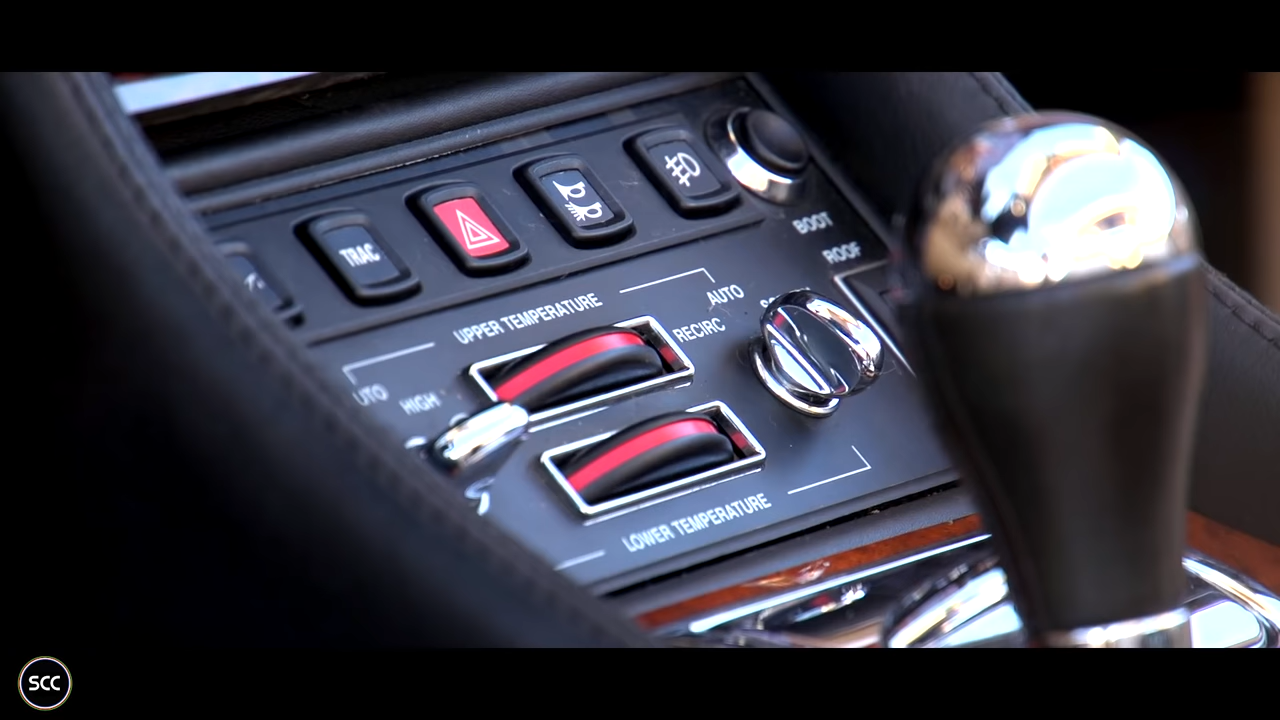 BOOT
ROOF
TRAC
UPPER TEMPERATURE
AUTO
RECIRC
HIGH
LOWER TEMPERATURE
SCC